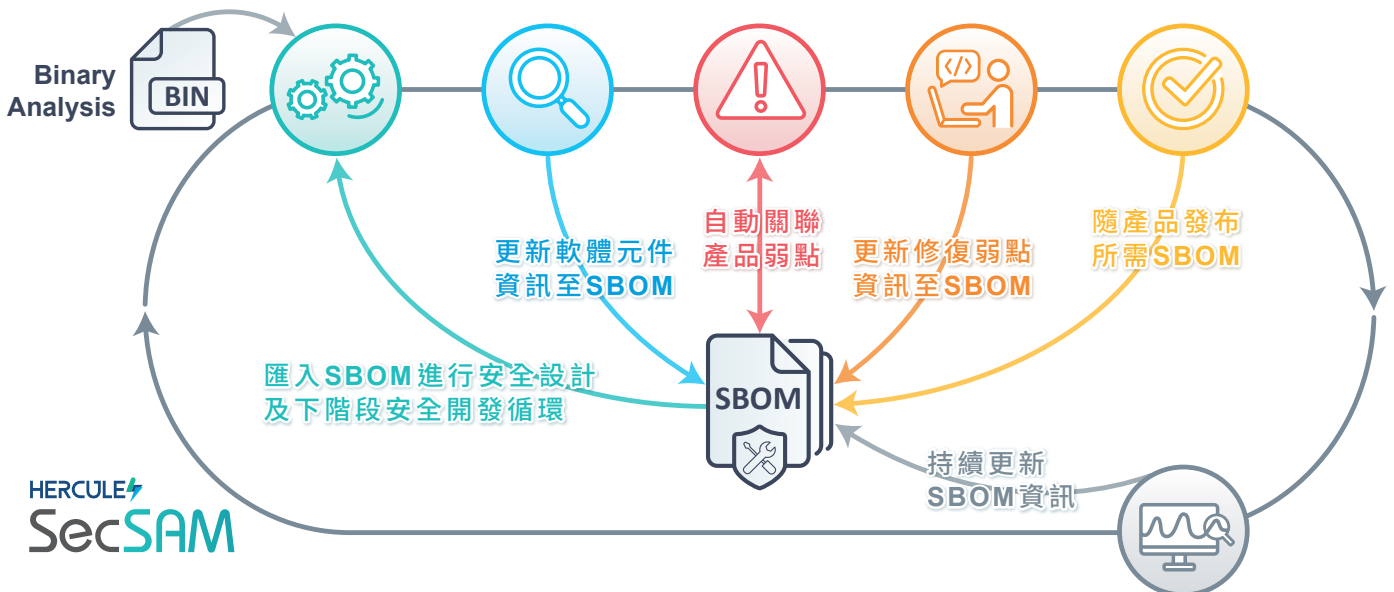 Binary
Analysis
BIN
更新軟體元件
資訊至SBOM
自動關聯
產品弱點
更新修復弱點
資訊至SBOM
隨產品發布
所需SBOM
匯入SBOM進行安全設計
及下階段安全開發循環
SBOM
持續更新
SBOM資訊
HERCULES
SecSAM